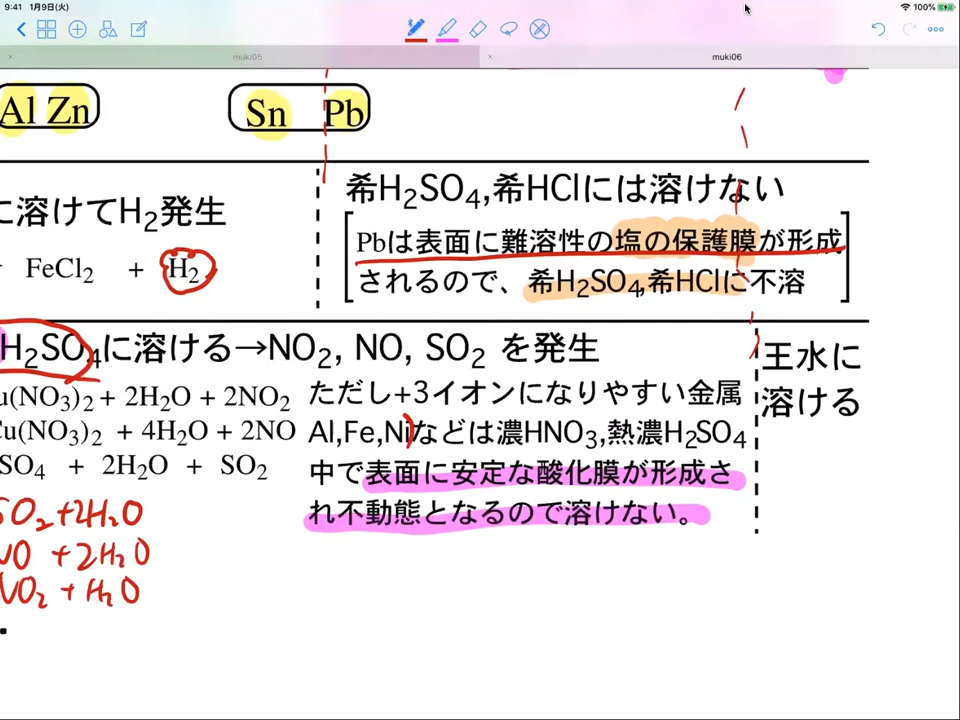 9:41 1月9日(火)
100%
muki05
muki06
Al Zn
Sn Pb
に溶けてH₂発生
FeCl₂ + H₂
希H₂SO₄,希HClには溶けない
Pbは表面に難溶性の塩の保護膜が形成
されるので、希H₂SO₄,希HClに不溶
H₂SO₄に溶ける→NO₂, NO, SO₂ を発生
u(NO₃)₂ + 2H₂O + 2NO₂
Cu(NO₃)₂ + 4H₂O + 2NO
SO₄ + 2H₂O + SO₂
ただし+3イオンになりやすい金属
Al,Fe,Ni)などは濃HNO₃,熱濃H₂SO₄
中で表面に安定な酸化膜が形成さ
れ不動態となるので溶けない。
王水に
溶ける
SO₂ + 2H₂O
NO + 2H₂O
NO₂ + H₂O